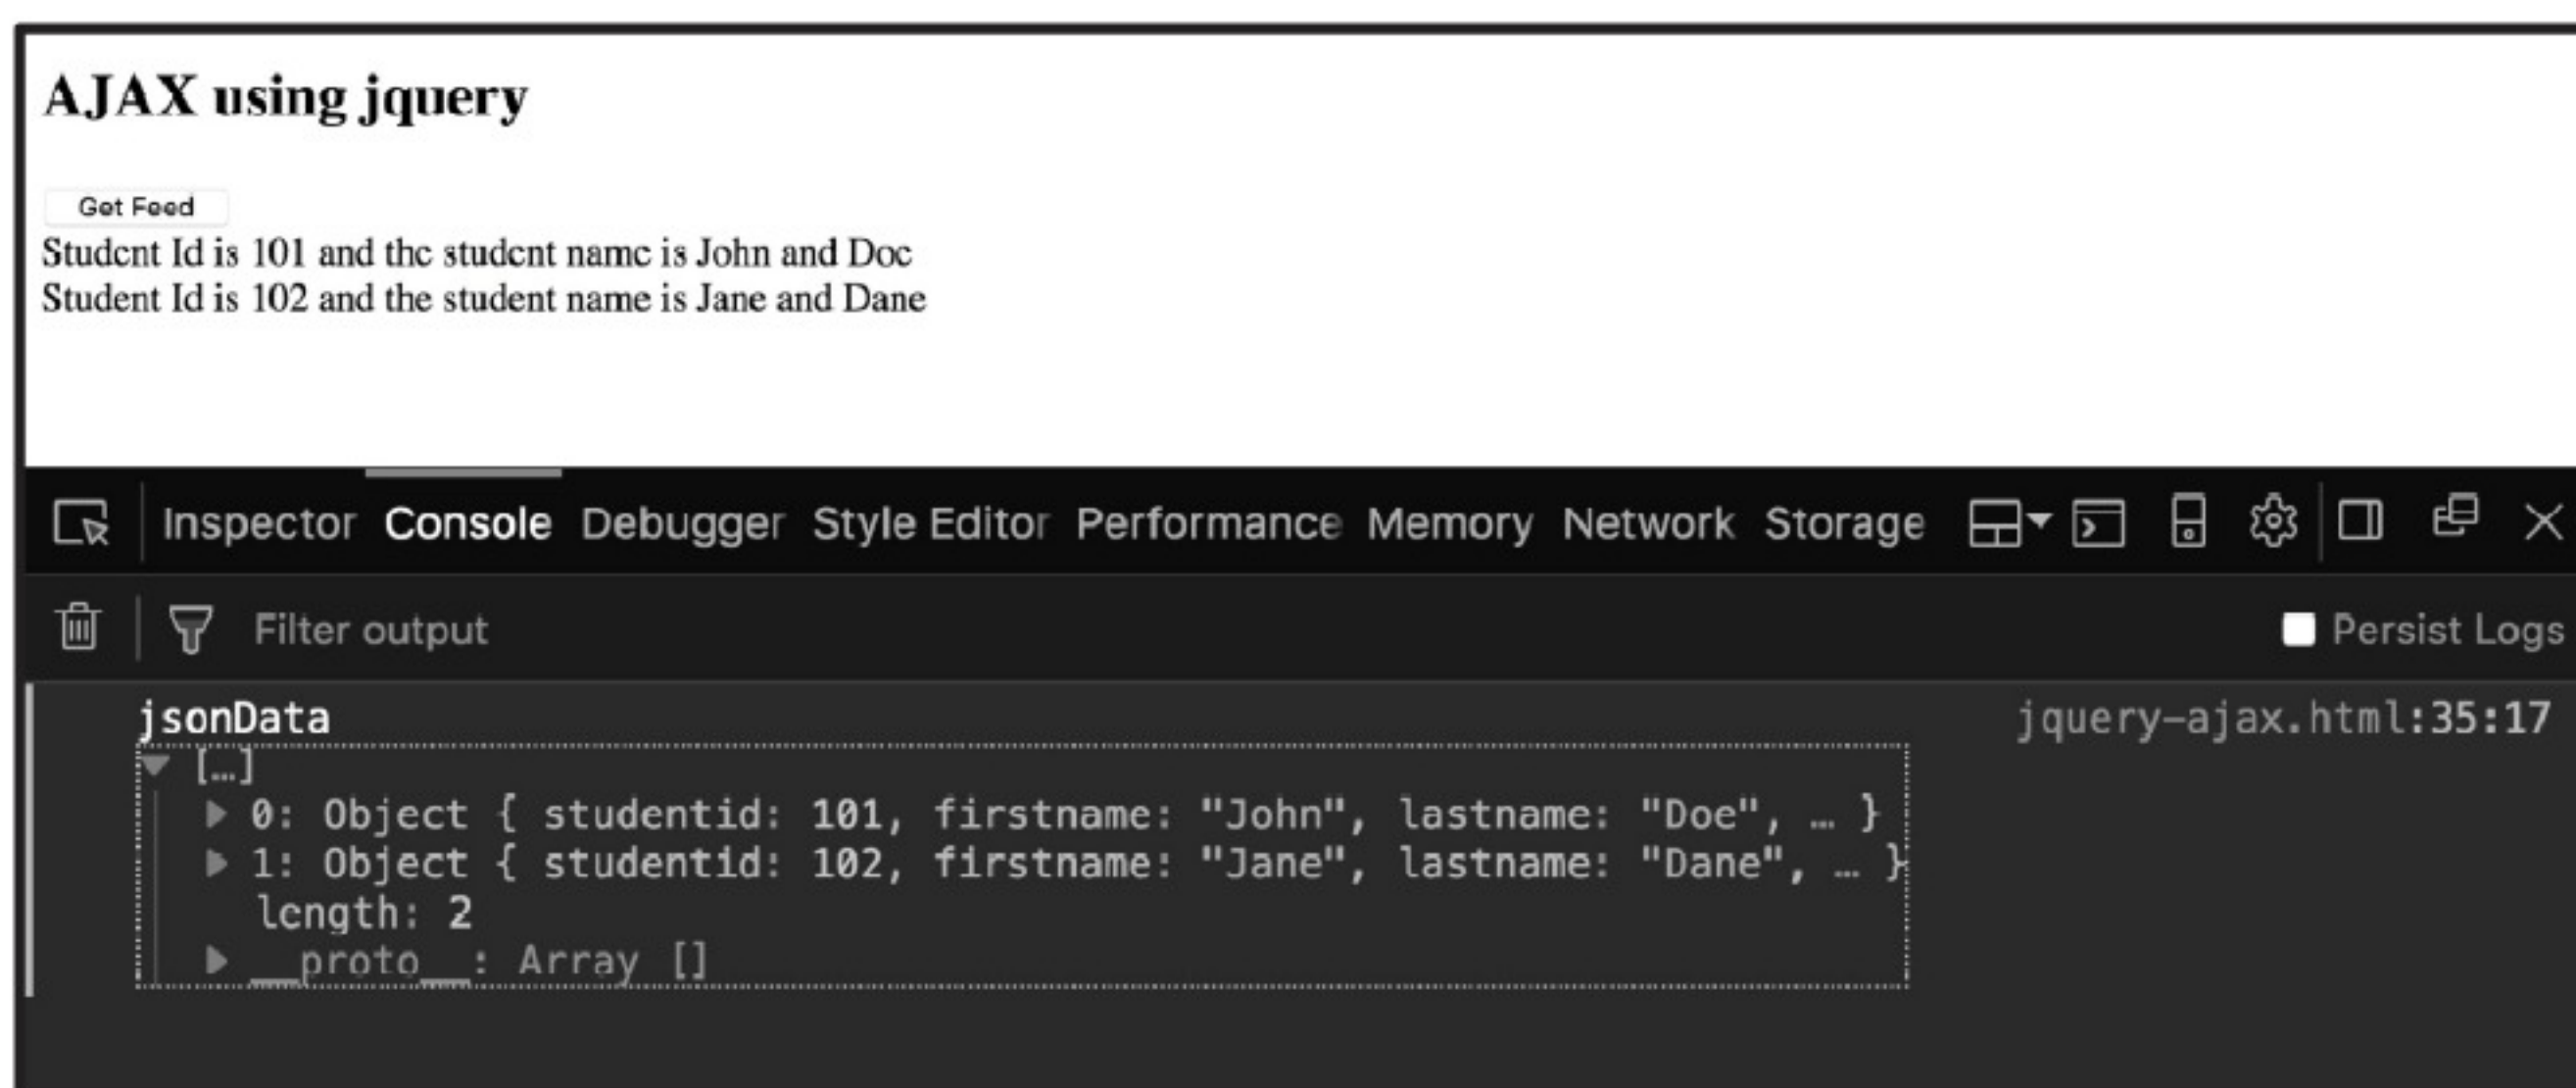 AJAX using jquery
Get Feed
Student Id is 101 and the student name is John and Doe
Student Id is 102 and the student name is Jane and Dane
Inspector Console Debugger Style Editor Performance Memory Network Storage
Filter output Persist Logs
jsonData jquery-ajax.html:35:17
[…]
0: Object { studentid: 101, firstname: "John", lastname: "Doe", … }
1: Object { studentid: 102, firstname: "Jane", lastname: "Dane", … }
length: 2
__proto__: Array []